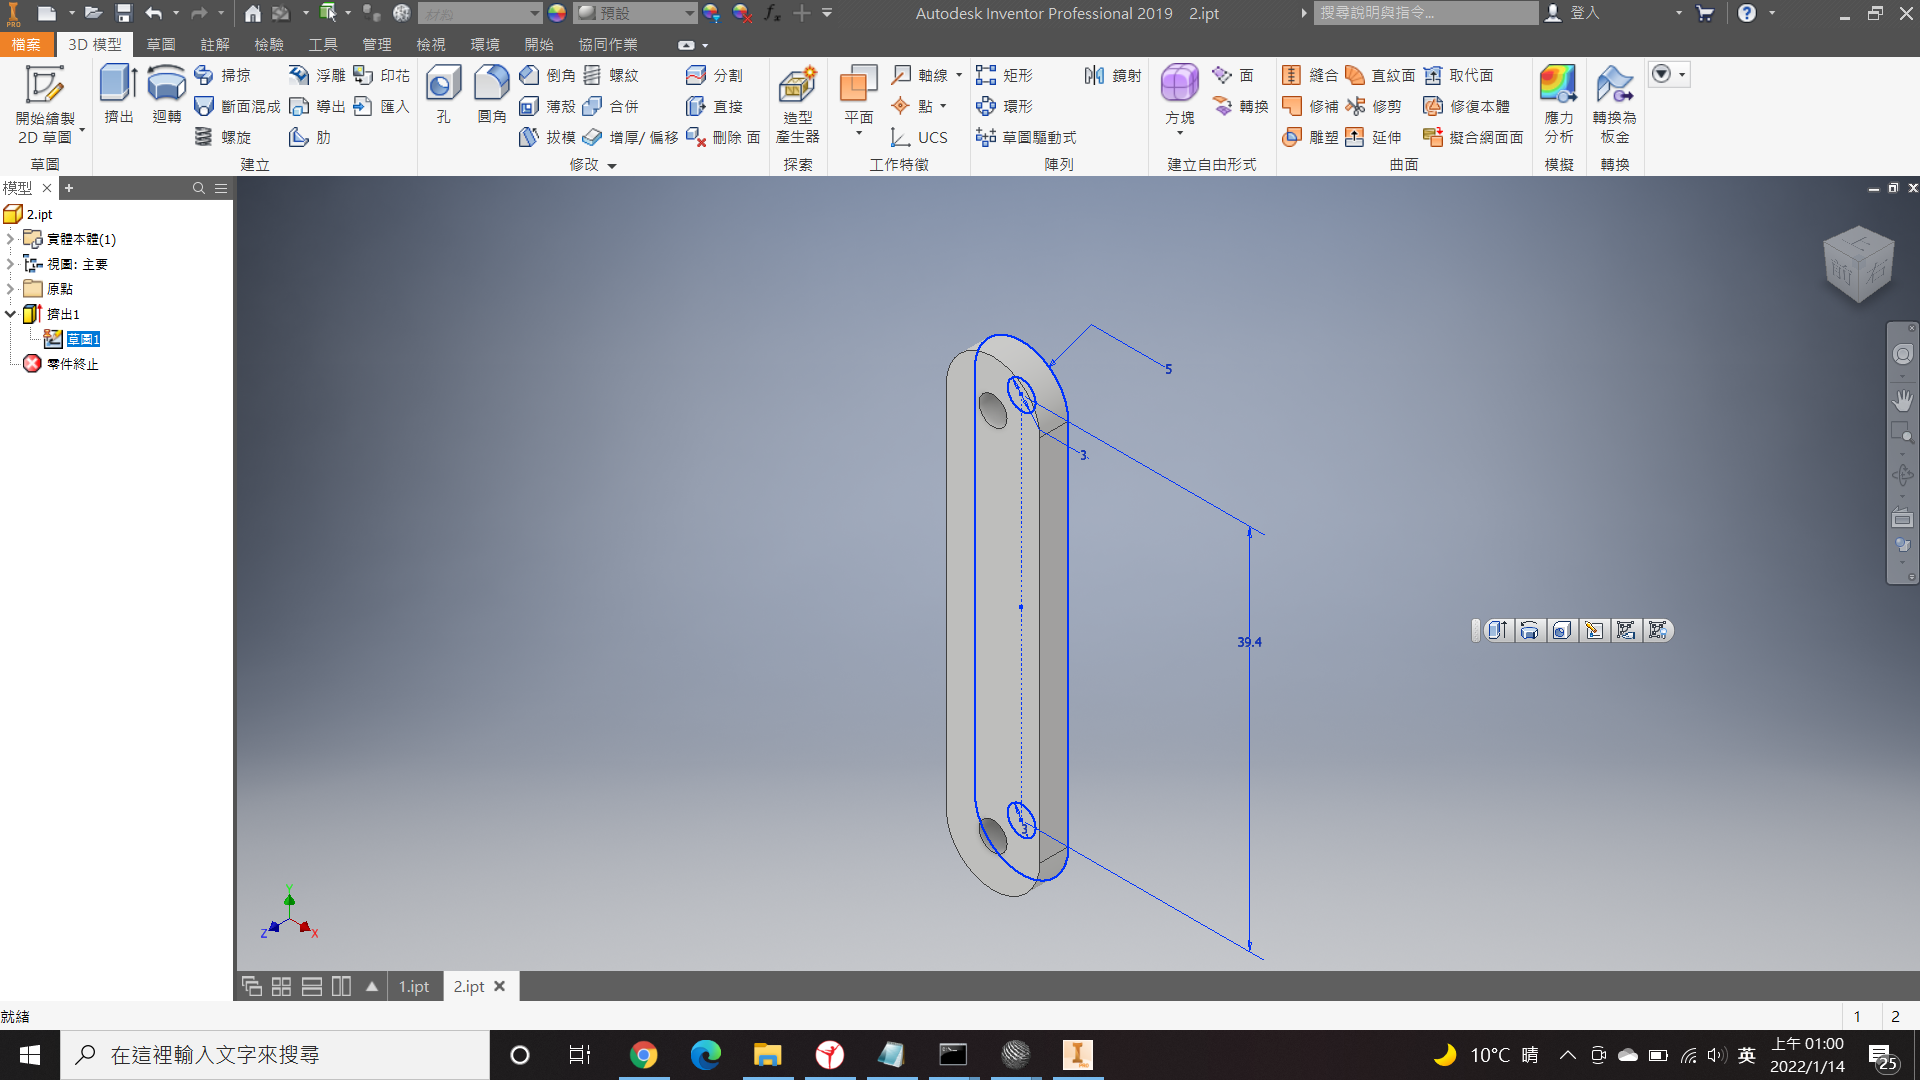 PRO
材料
預設
fx
Autodesk Inventor Professional 2019 2.ipt
搜尋說明與指令...
登入
檔案 3D 模型 草圖 註解 檢驗 工具 管理 檢視 環境 開始 協同作業
開始繪製
2D 草圖
草圖
擠出 迴轉 掃掠 浮雕 印花
斷面混成 導出 匯入
螺旋 肋
建立
孔 圓角 倒角 螺紋 分割
薄殼 合併 直接
拔模 增厚/ 偏移 刪除 面
修改
造型
產生器
探索
平面 軸線
點
UCS
工作特徵
矩形 鏡射
環形
草圖驅動式
陣列
方塊 面
轉換
建立自由形式
縫合 直紋面 取代面
修補 修剪 修復本體
雕塑 延伸 擬合網面面
曲面
應力
分析
模擬
轉換為
板金
轉換
模型
2.ipt
實體本體(1)
視圖: 主要
原點
擠出1
草圖1
零件終止
上
前
右
5
3
39.4
3
Y
Z
X
1.ipt 2.ipt
就緒
1 2
在這裡輸入文字來搜尋
10°C 晴
英
上午 01:00
2022/1/14
25